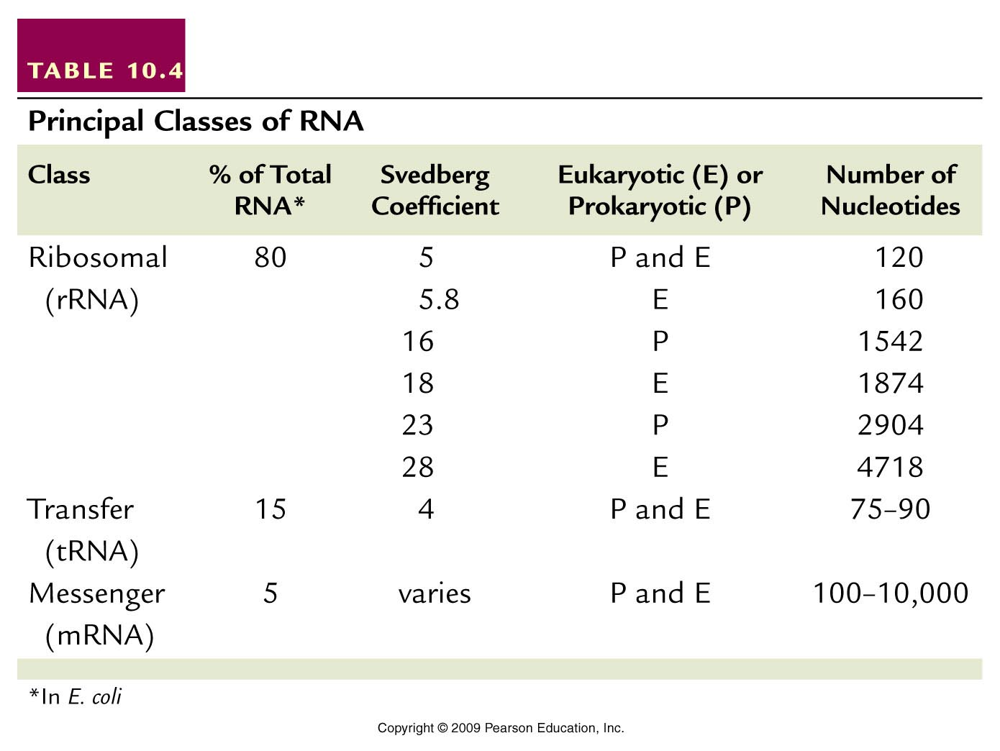 TABLE 10.4
Principal Classes of RNA
Class % of Total RNA* Svedberg Coefficient Eukaryotic (E) or Prokaryotic (P) Number of Nucleotides
Ribosomal 80 5 P and E 120
(rRNA) 5.8 E 160
16 P 1542
18 E 1874
23 P 2904
28 E 4718
Transfer 15 4 P and E 75–90
(tRNA)
Messenger 5 varies P and E 100–10,000
(mRNA)
*In E. coli
Copyright © 2009 Pearson Education, Inc.